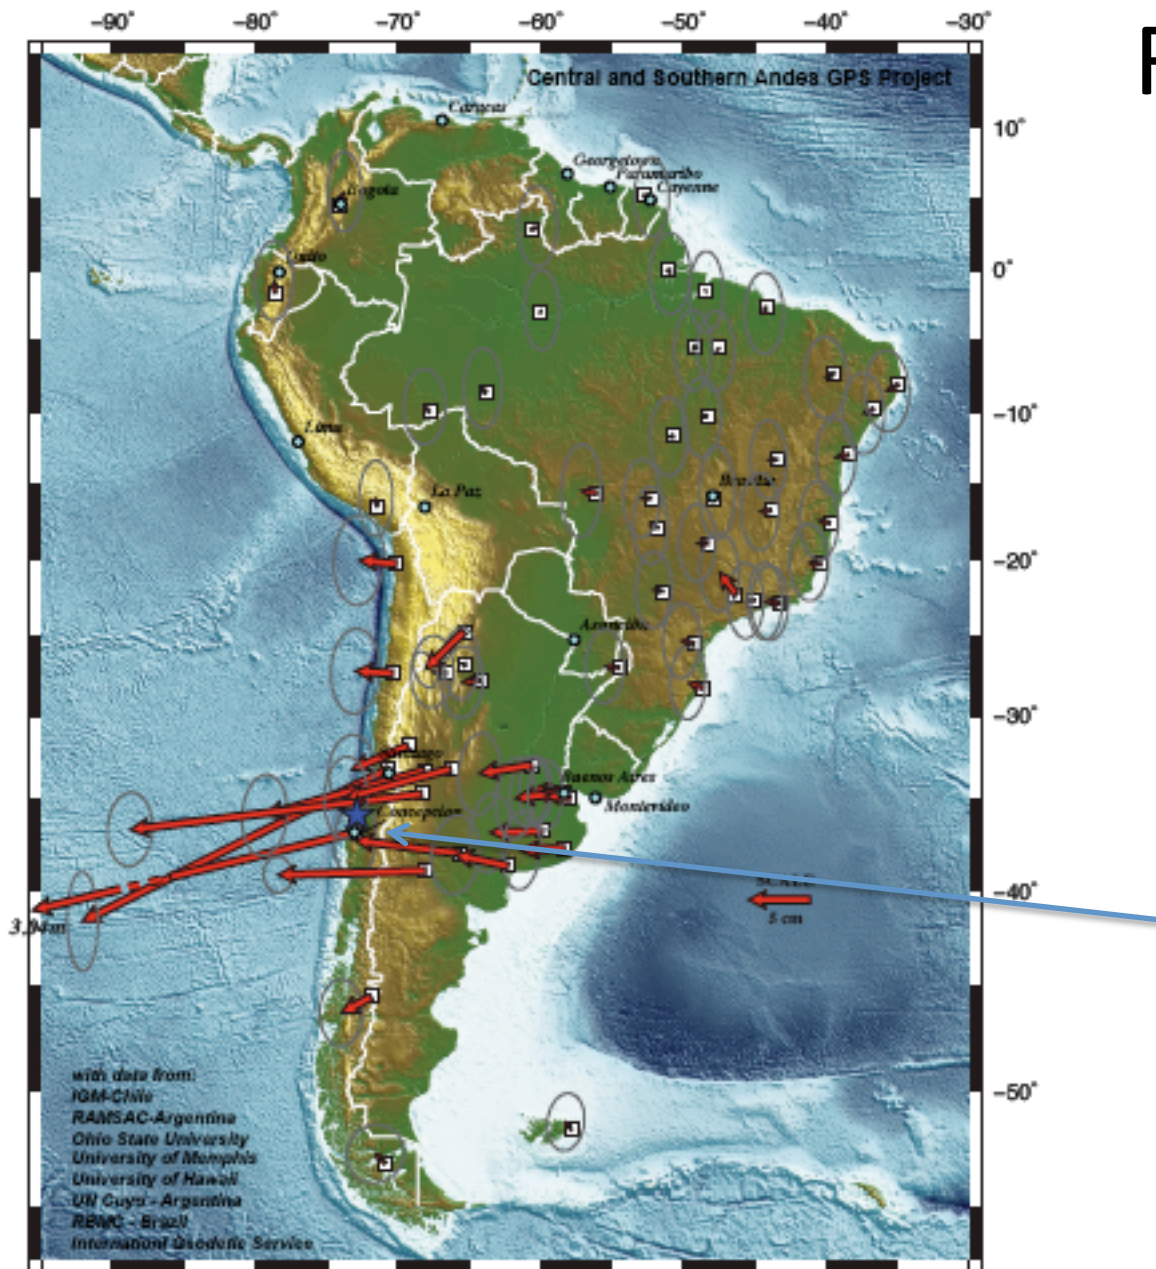 -90° -70° -60° -50° -40° -30°
Central and Southern Andes GPS Project
Caracas
10°
Georgetown
Paramaribo
Cayenne
Bogota
Quito
0°
-10°
Lima
La Paz
Brasilia
-20°
Asuncion
-30°
Santiago
Buenos Aires
Montevideo
Concepcion
-40°
SCALE
5 cm
3.04m
-50°
with data from:
IGM-Chile
RAMSAC-Argentina
Ohio State University
University of Memphis
University of Hawaii
UN Cuyo - Argentina
RBMC - Brazil
Internationl Geodetic Service